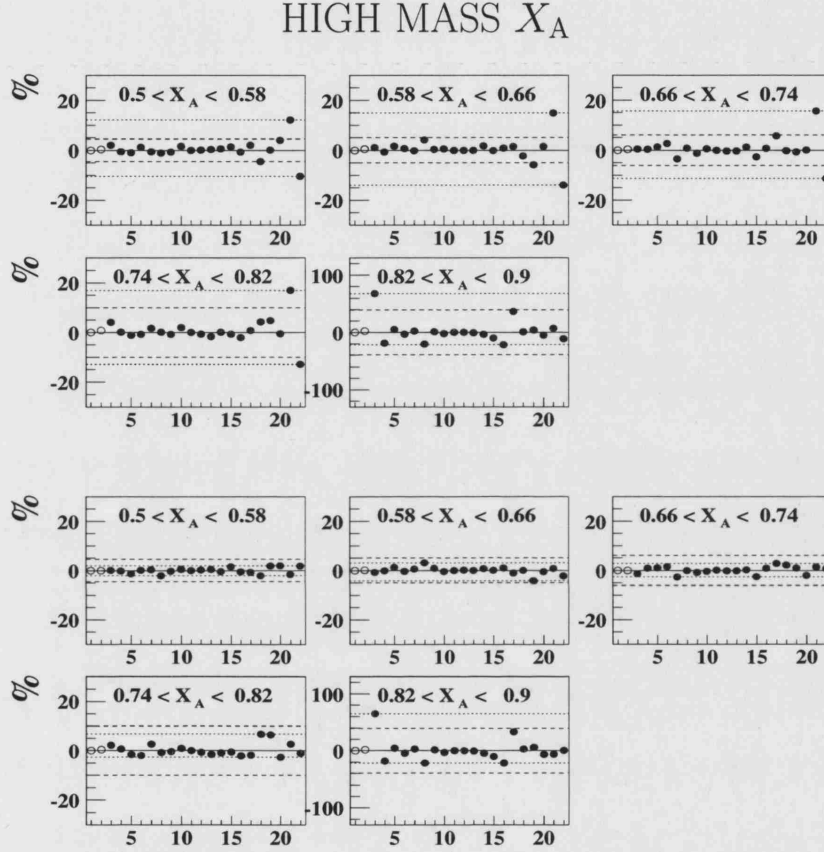 HIGH MASS X_A
%
0.5 < X_A < 0.58
0.58 < X_A < 0.66
0.66 < X_A < 0.74
20 20 20
0 0 0
-20 -20 -20
5 10 15 20 5 10 15 20 5 10 15 20
%
0.74 < X_A < 0.82
0.82 < X_A < 0.9
20 100
0 0
-20 -100
5 10 15 20 5 10 15 20
%
0.5 < X_A < 0.58
0.58 < X_A < 0.66
0.66 < X_A < 0.74
20 20 20
0 0 0
-20 -20 -20
5 10 15 20 5 10 15 20 5 10 15 20
%
0.74 < X_A < 0.82
0.82 < X_A < 0.9
20 100
0 0
-20 -100
5 10 15 20 5 10 15 20